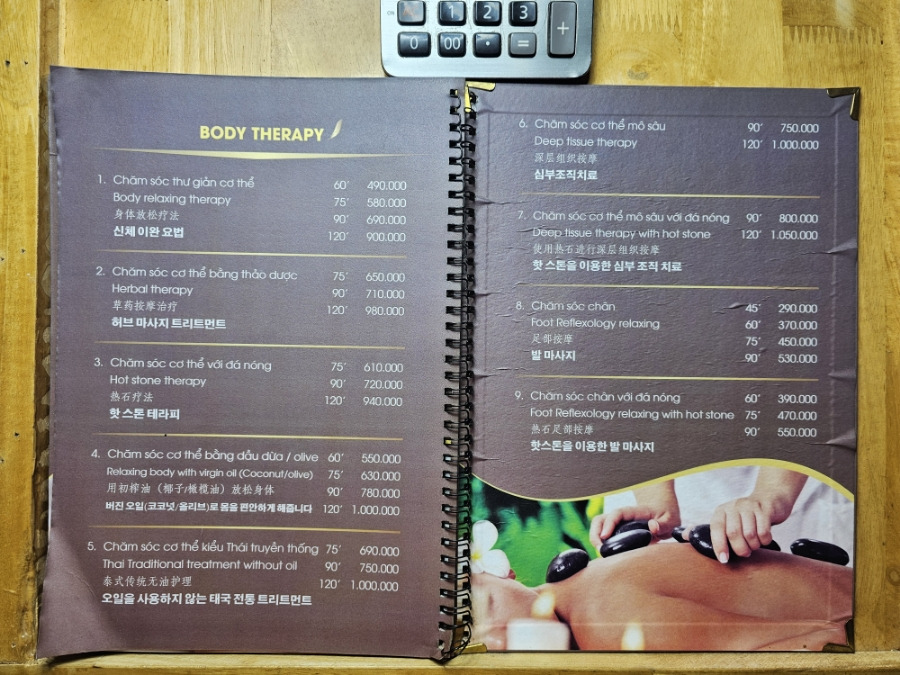 CN
1 2 3
0 00 · = +
BODY THERAPY
1. Chăm sóc thư giản cơ thể 60' 490.000
Body relaxing therapy 75' 580.000
身体放松疗法 90' 690.000
신체 이완 요법 120' 900.000
2. Chăm sóc cơ thể bằng thảo dược 75' 650.000
Herbal therapy 90' 710.000
草药按摩治疗 120' 980.000
허브 마사지 트리트먼트
3. Chăm sóc cơ thể với đá nóng 75' 610.000
Hot stone therapy 90' 720.000
热石疗法 120' 940.000
핫 스톤 테라피
4. Chăm sóc cơ thể bằng dầu dừa / olive 60' 550.000
Relaxing body with virgin oil (Coconut/olive) 75' 630.000
用初榨油（椰子/橄榄油）放松身体 90' 780.000
버진 오일(코코넛/올리브)로 몸을 편안하게 해줍니다 120' 1.000.000
5. Chăm sóc cơ thể kiểu Thái truyền thống 75' 690.000
Thai Traditional treatment without oil 90' 750.000
泰式传统无油护理 120' 1.000.000
오일을 사용하지 않는 태국 전통 트리트먼트
6. Chăm sóc cơ thể mô sâu 90' 750.000
Deep tissue therapy 120' 1.000.000
深层组织按摩
심부조직치료
7. Chăm sóc cơ thể mô sâu với đá nóng 90' 800.000
Deep tissue therapy with hot stone 120' 1.050.000
使用热石进行深层组织按摩
핫 스톤을 이용한 심부 조직 치료
8. Chăm sóc chân 45' 290.000
Foot Reflexology relaxing 60' 370.000
足部按摩 75' 450.000
발 마사지 90' 530.000
9. Chăm sóc chân với đá nóng 60' 390.000
Foot Reflexology relaxing with hot stone 75' 470.000
热石足部按摩 90' 550.000
핫스톤을 이용한 발 마사지